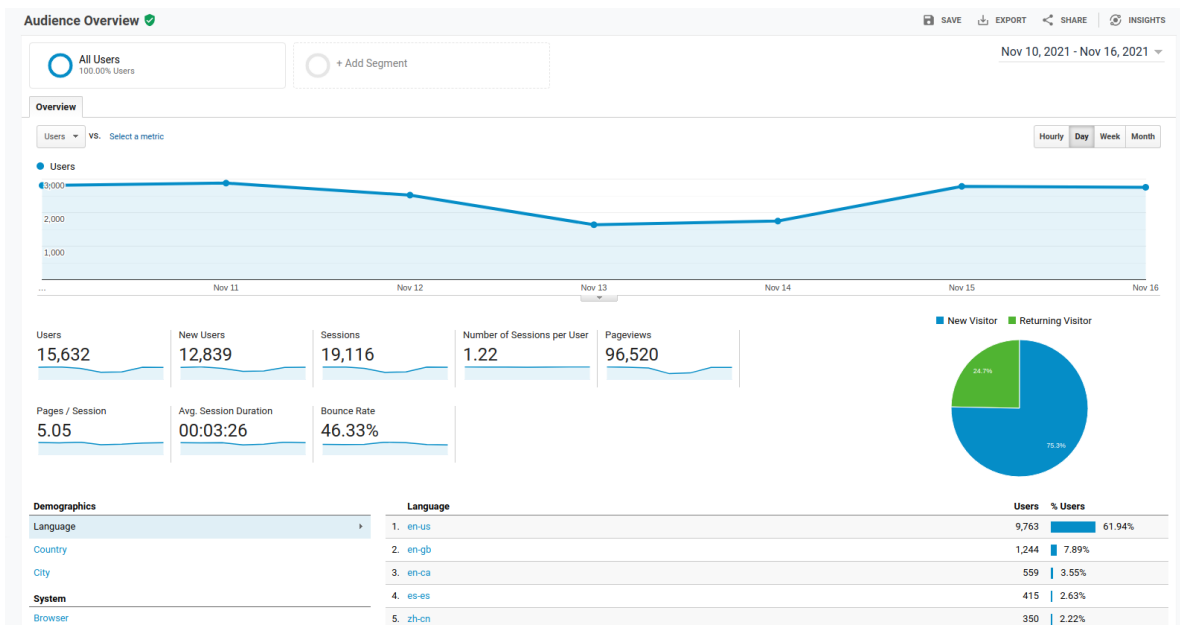 Audience Overview
SAVE EXPORT SHARE INSIGHTS
All Users
100.00% Users
+ Add Segment
Nov 10, 2021 - Nov 16, 2021
Overview
Users VS. Select a metric
Hourly Day Week Month
Users
3,000
2,000
1,000
... Nov 11 Nov 12 Nov 13 Nov 14 Nov 15 Nov 16
New Visitor Returning Visitor
Users New Users Sessions Number of Sessions per User Pageviews
15,632 12,839 19,116 1.22 96,520
24.7%
75.3%
Pages / Session Avg. Session Duration Bounce Rate
5.05 00:03:26 46.33%
Demographics
Language
Country
City
System
Browser
Language Users % Users
1. en-us 9,763 61.94%
2. en-gb 1,244 7.89%
3. en-ca 559 3.55%
4. es-es 415 2.63%
5. zh-cn 350 2.22%